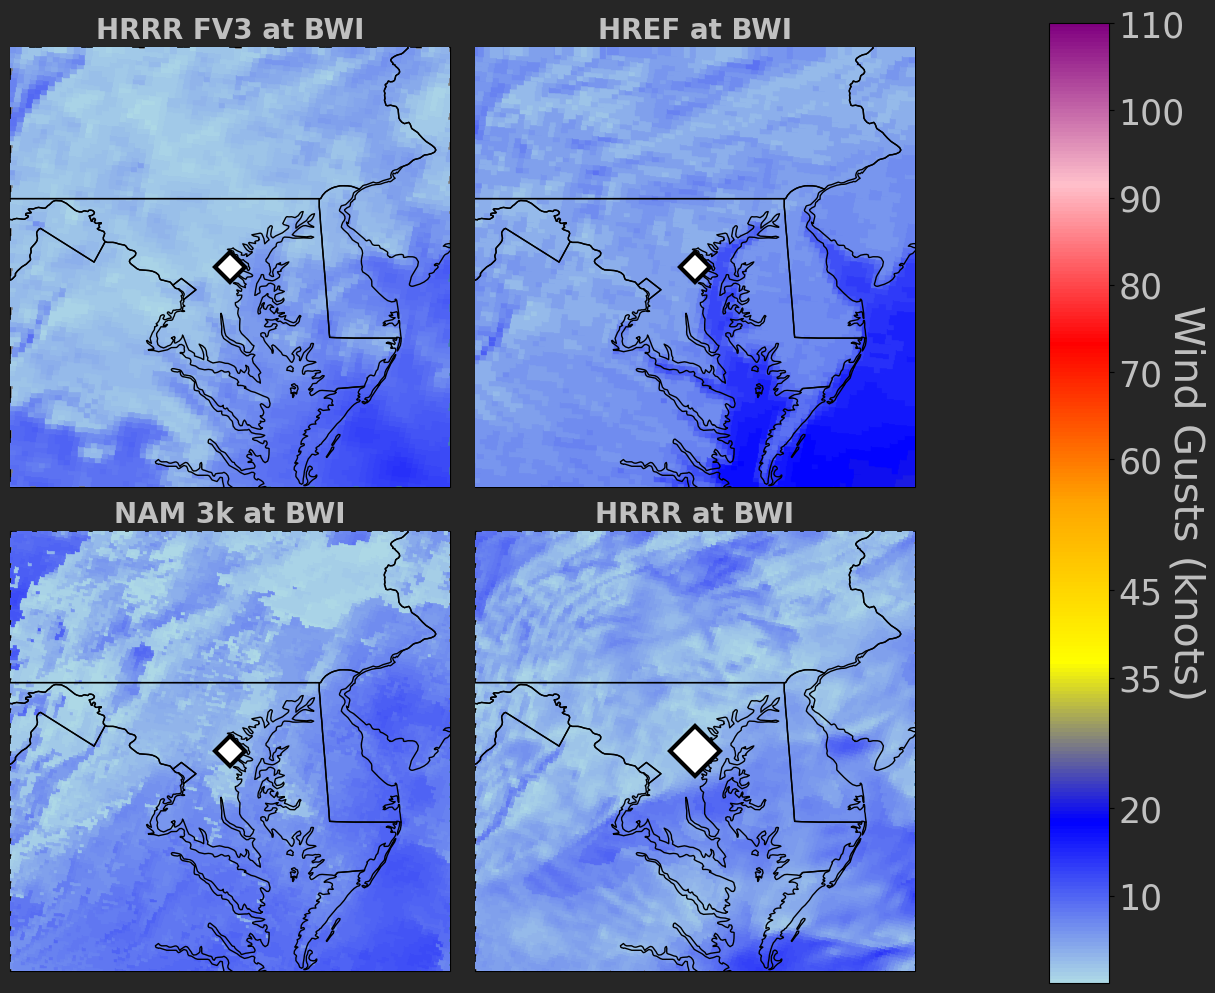 HRRR FV3 at BWI
HREF at BWI
NAM 3k at BWI
HRRR at BWI
110
100
90
80
70
60
45
35
20
10
Wind Gusts (knots)